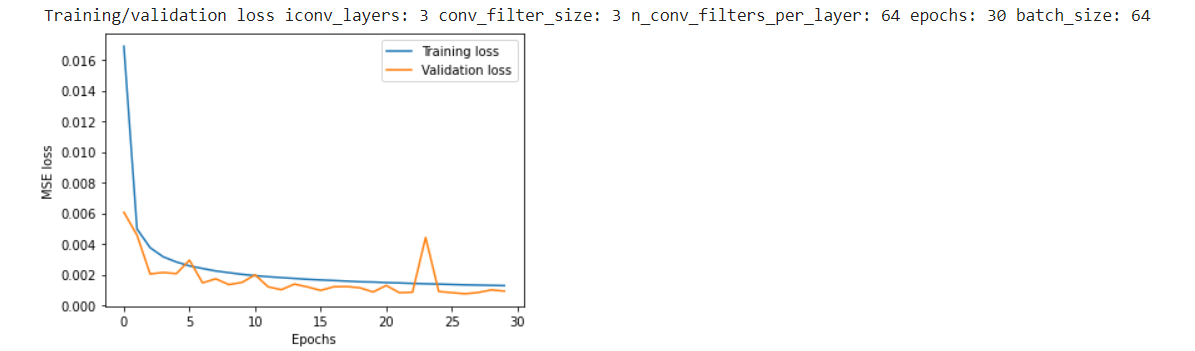 Training/validation loss iconv_layers: 3 conv_filter_size: 3 n_conv_filters_per_layer: 64 epochs: 30 batch_size: 64
Training loss
Validation loss
0.016
0.014
0.012
0.010
0.008
0.006
0.004
0.002
0.000
MSE loss
0 5 10 15 20 25 30
Epochs